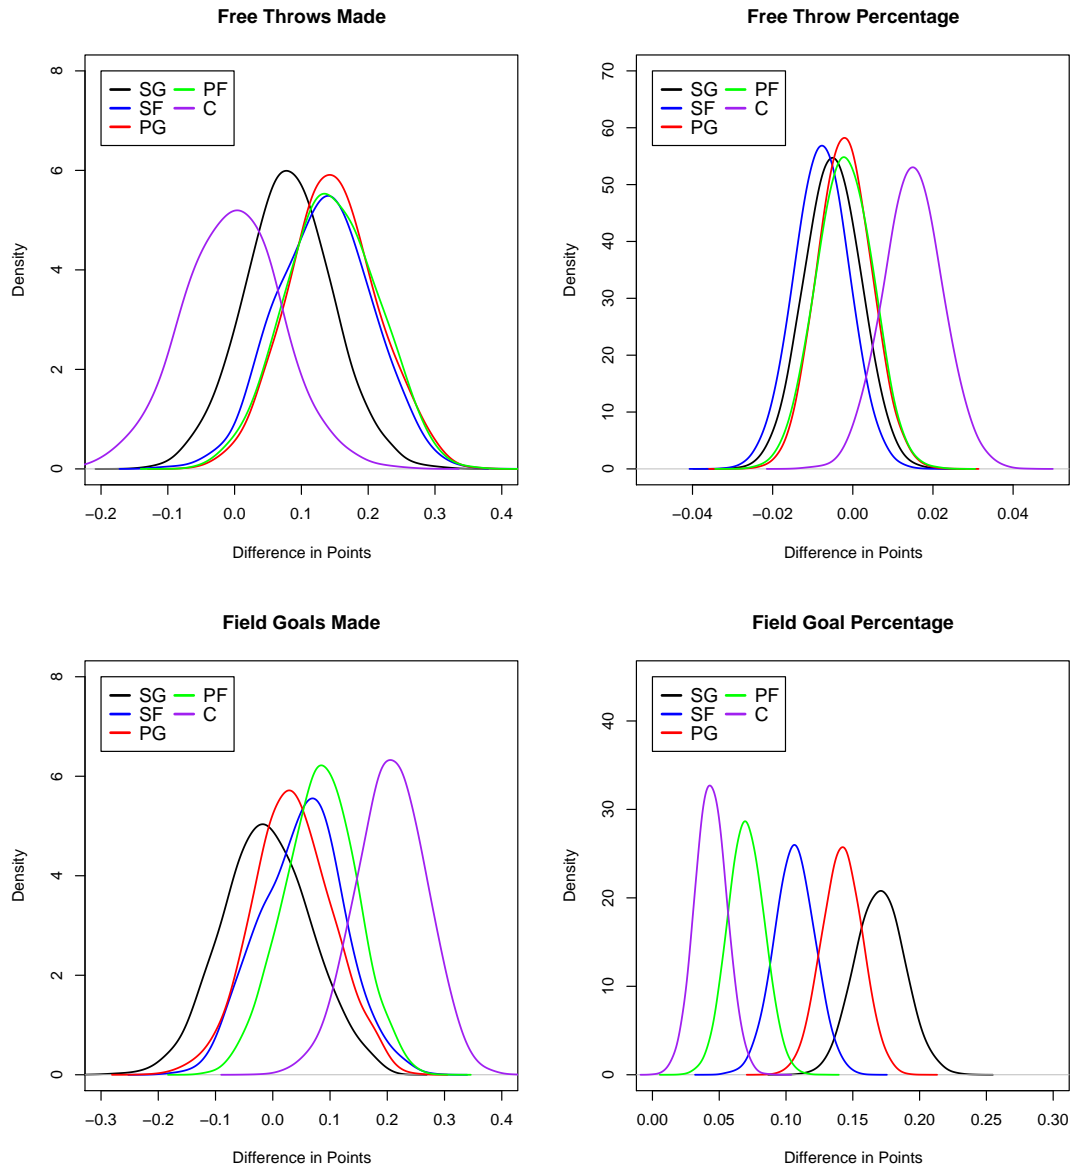 Free Throws Made
Density
0 2 4 6 8
SG PF
SF C
PG
−0.2 −0.1 0.0 0.1 0.2 0.3 0.4
Difference in Points
Free Throw Percentage
Density
0 10 20 30 40 50 60 70
SG PF
SF C
PG
−0.04 −0.02 0.00 0.02 0.04
Difference in Points
Field Goals Made
Density
0 2 4 6 8
SG PF
SF C
PG
−0.3 −0.2 −0.1 0.0 0.1 0.2 0.3 0.4
Difference in Points
Field Goal Percentage
Density
0 10 20 30 40
SG PF
SF C
PG
0.00 0.05 0.10 0.15 0.20 0.25 0.30
Difference in Points